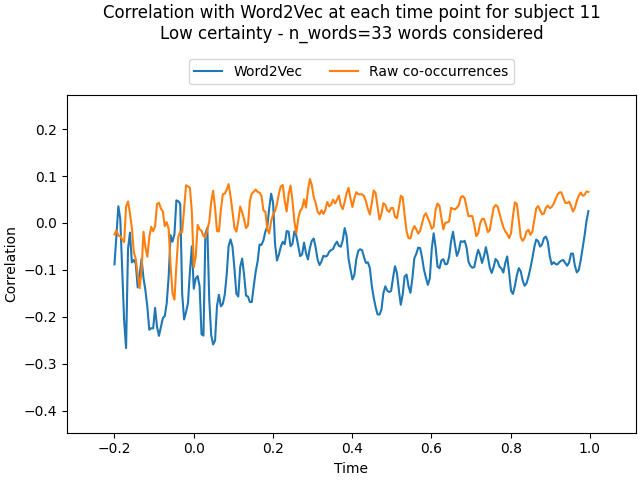 Correlation with Word2Vec at each time point for subject 11
Low certainty - n_words=33 words considered
Word2Vec
Raw co-occurrences
0.2
0.1
0.0
−0.1
−0.2
−0.3
−0.4
Correlation
−0.2
0.0
0.2
0.4
0.6
0.8
1.0
Time